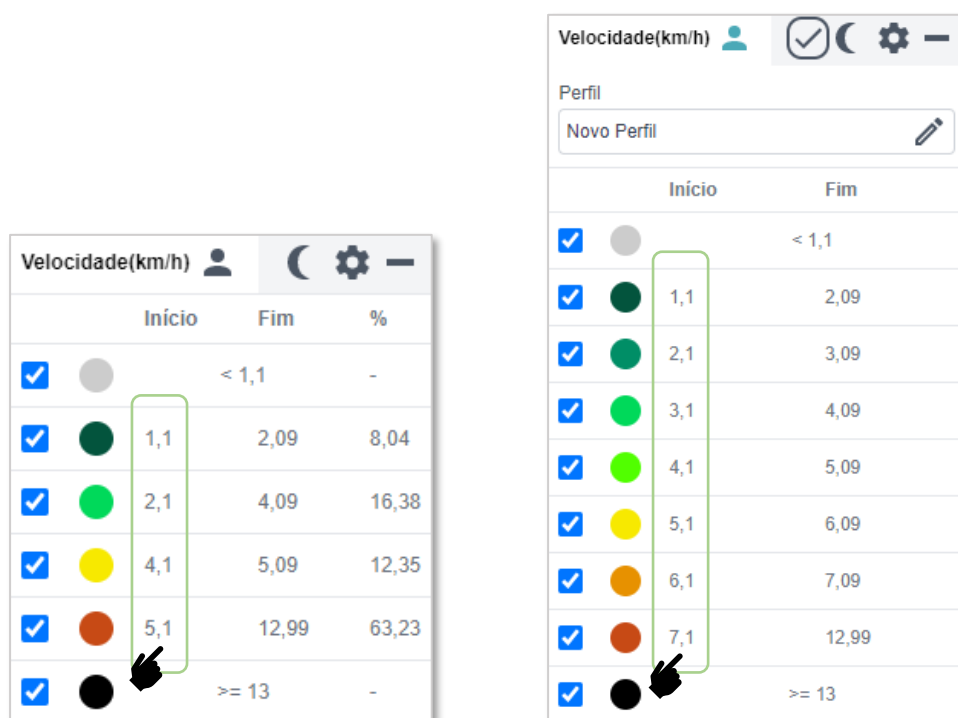 Velocidade(km/h)
Início Fim %
< 1,1 -
1,1 2,09 8,04
2,1 4,09 16,38
4,1 5,09 12,35
5,1 12,99 63,23
>= 13 -
Velocidade(km/h)
Perfil
Novo Perfil
Início Fim
< 1,1
1,1 2,09
2,1 3,09
3,1 4,09
4,1 5,09
5,1 6,09
6,1 7,09
7,1 12,99
>= 13